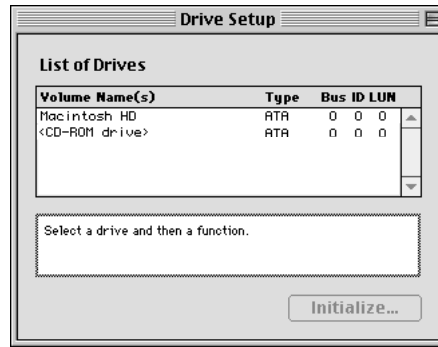 Drive Setup
List of Drives
Volume Name(s) Type Bus ID LUN
Macintosh HD ATA 0 0 0
<CD-ROM drive> ATA 0 0 0
Select a drive and then a function.
Initialize...